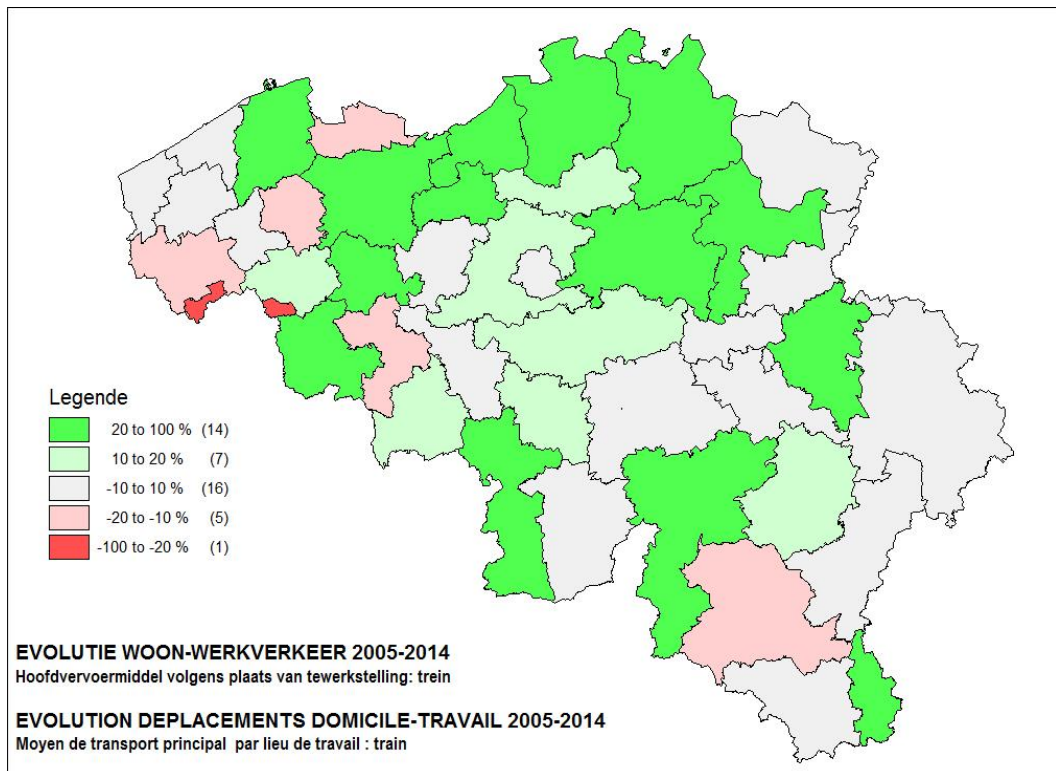 Legende
20 to 100 % (14)
10 to 20 % (7)
-10 to 10 % (16)
-20 to -10 % (5)
-100 to -20 % (1)
EVOLUTIE WOON-WERKVERKEER 2005-2014
Hoofdvervoermiddel volgens plaats van tewerkstelling: trein
EVOLUTION DEPLACEMENTS DOMICILE-TRAVAIL 2005-2014
Moyen de transport principal par lieu de travail : train